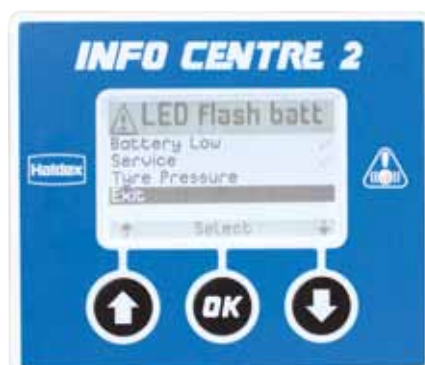 INFO CENTRE 2
LED flash batt
Battery Low
Service
Tyre Pressure
Exit
Haldex
Select
OK